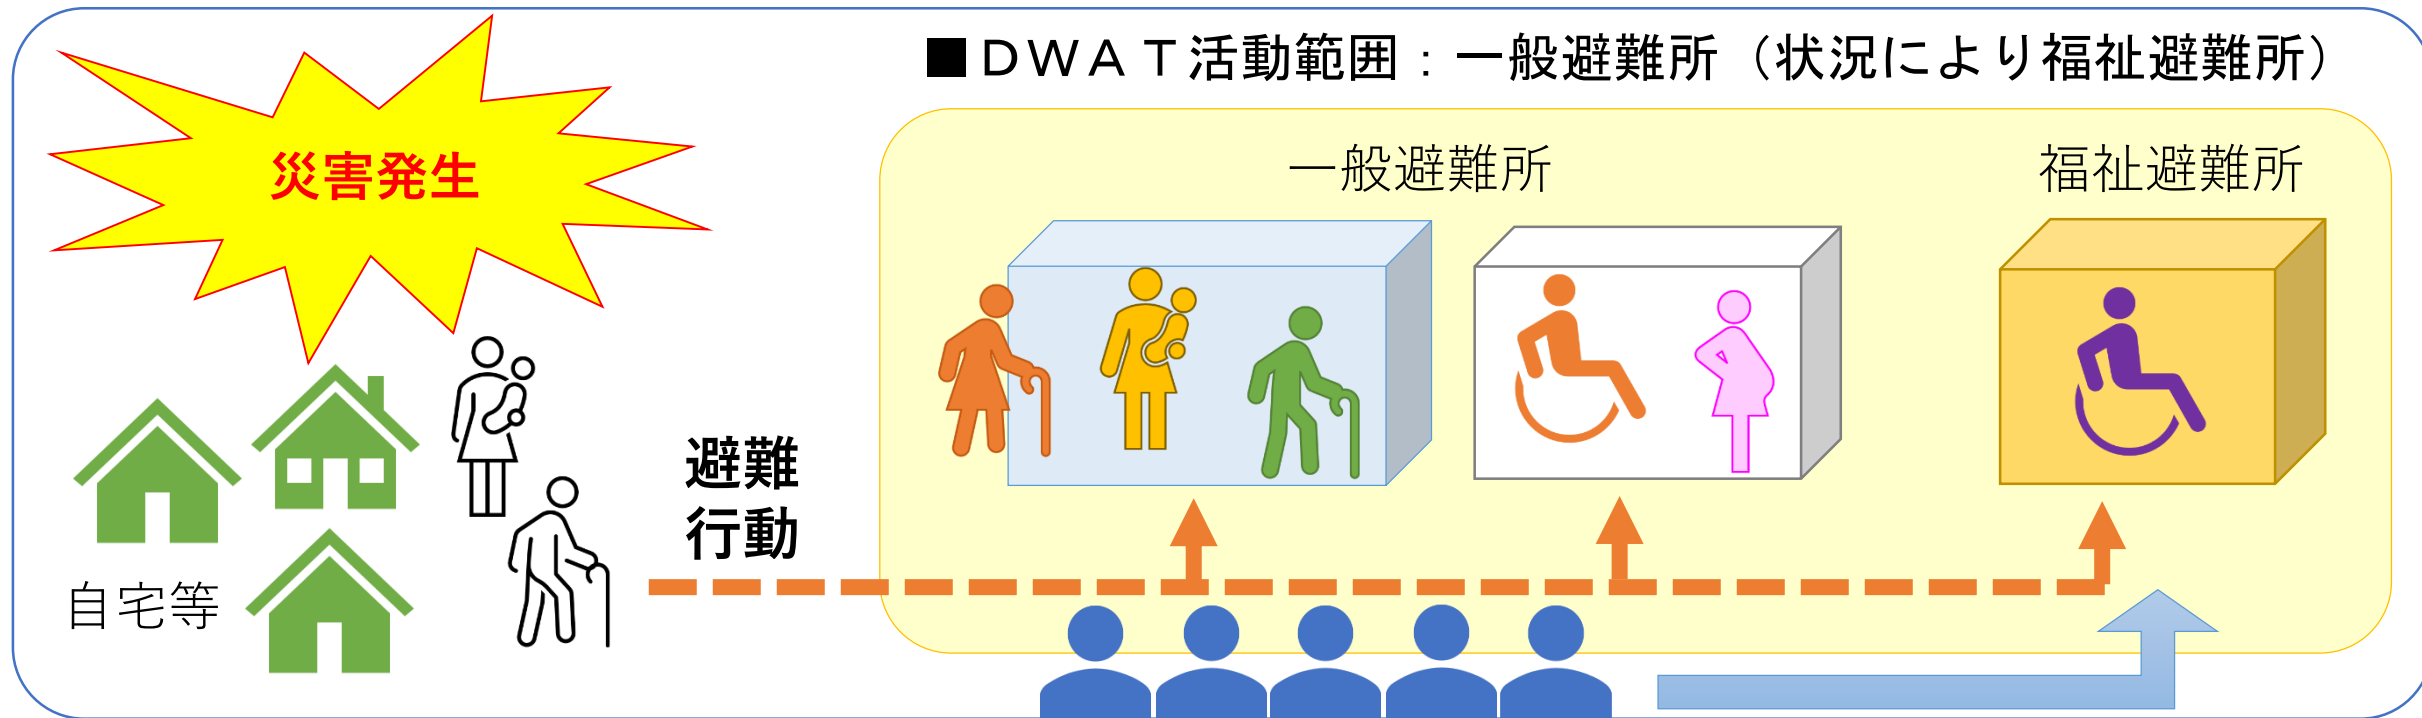 ■ＤＷＡＴ活動範囲：一般避難所（状況により福祉避難所）
災害発生
一般避難所
福祉避難所
避難
行動
自宅等